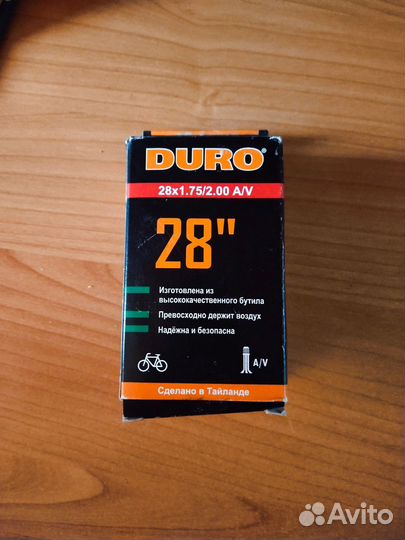 DURO
28x1.75/2.00 A/V
28"
Изготовлена из
высококачественного бутила
Превосходно держит воздух
Надёжна и безопасна
A/V
Сделано в Тайланде
Avito